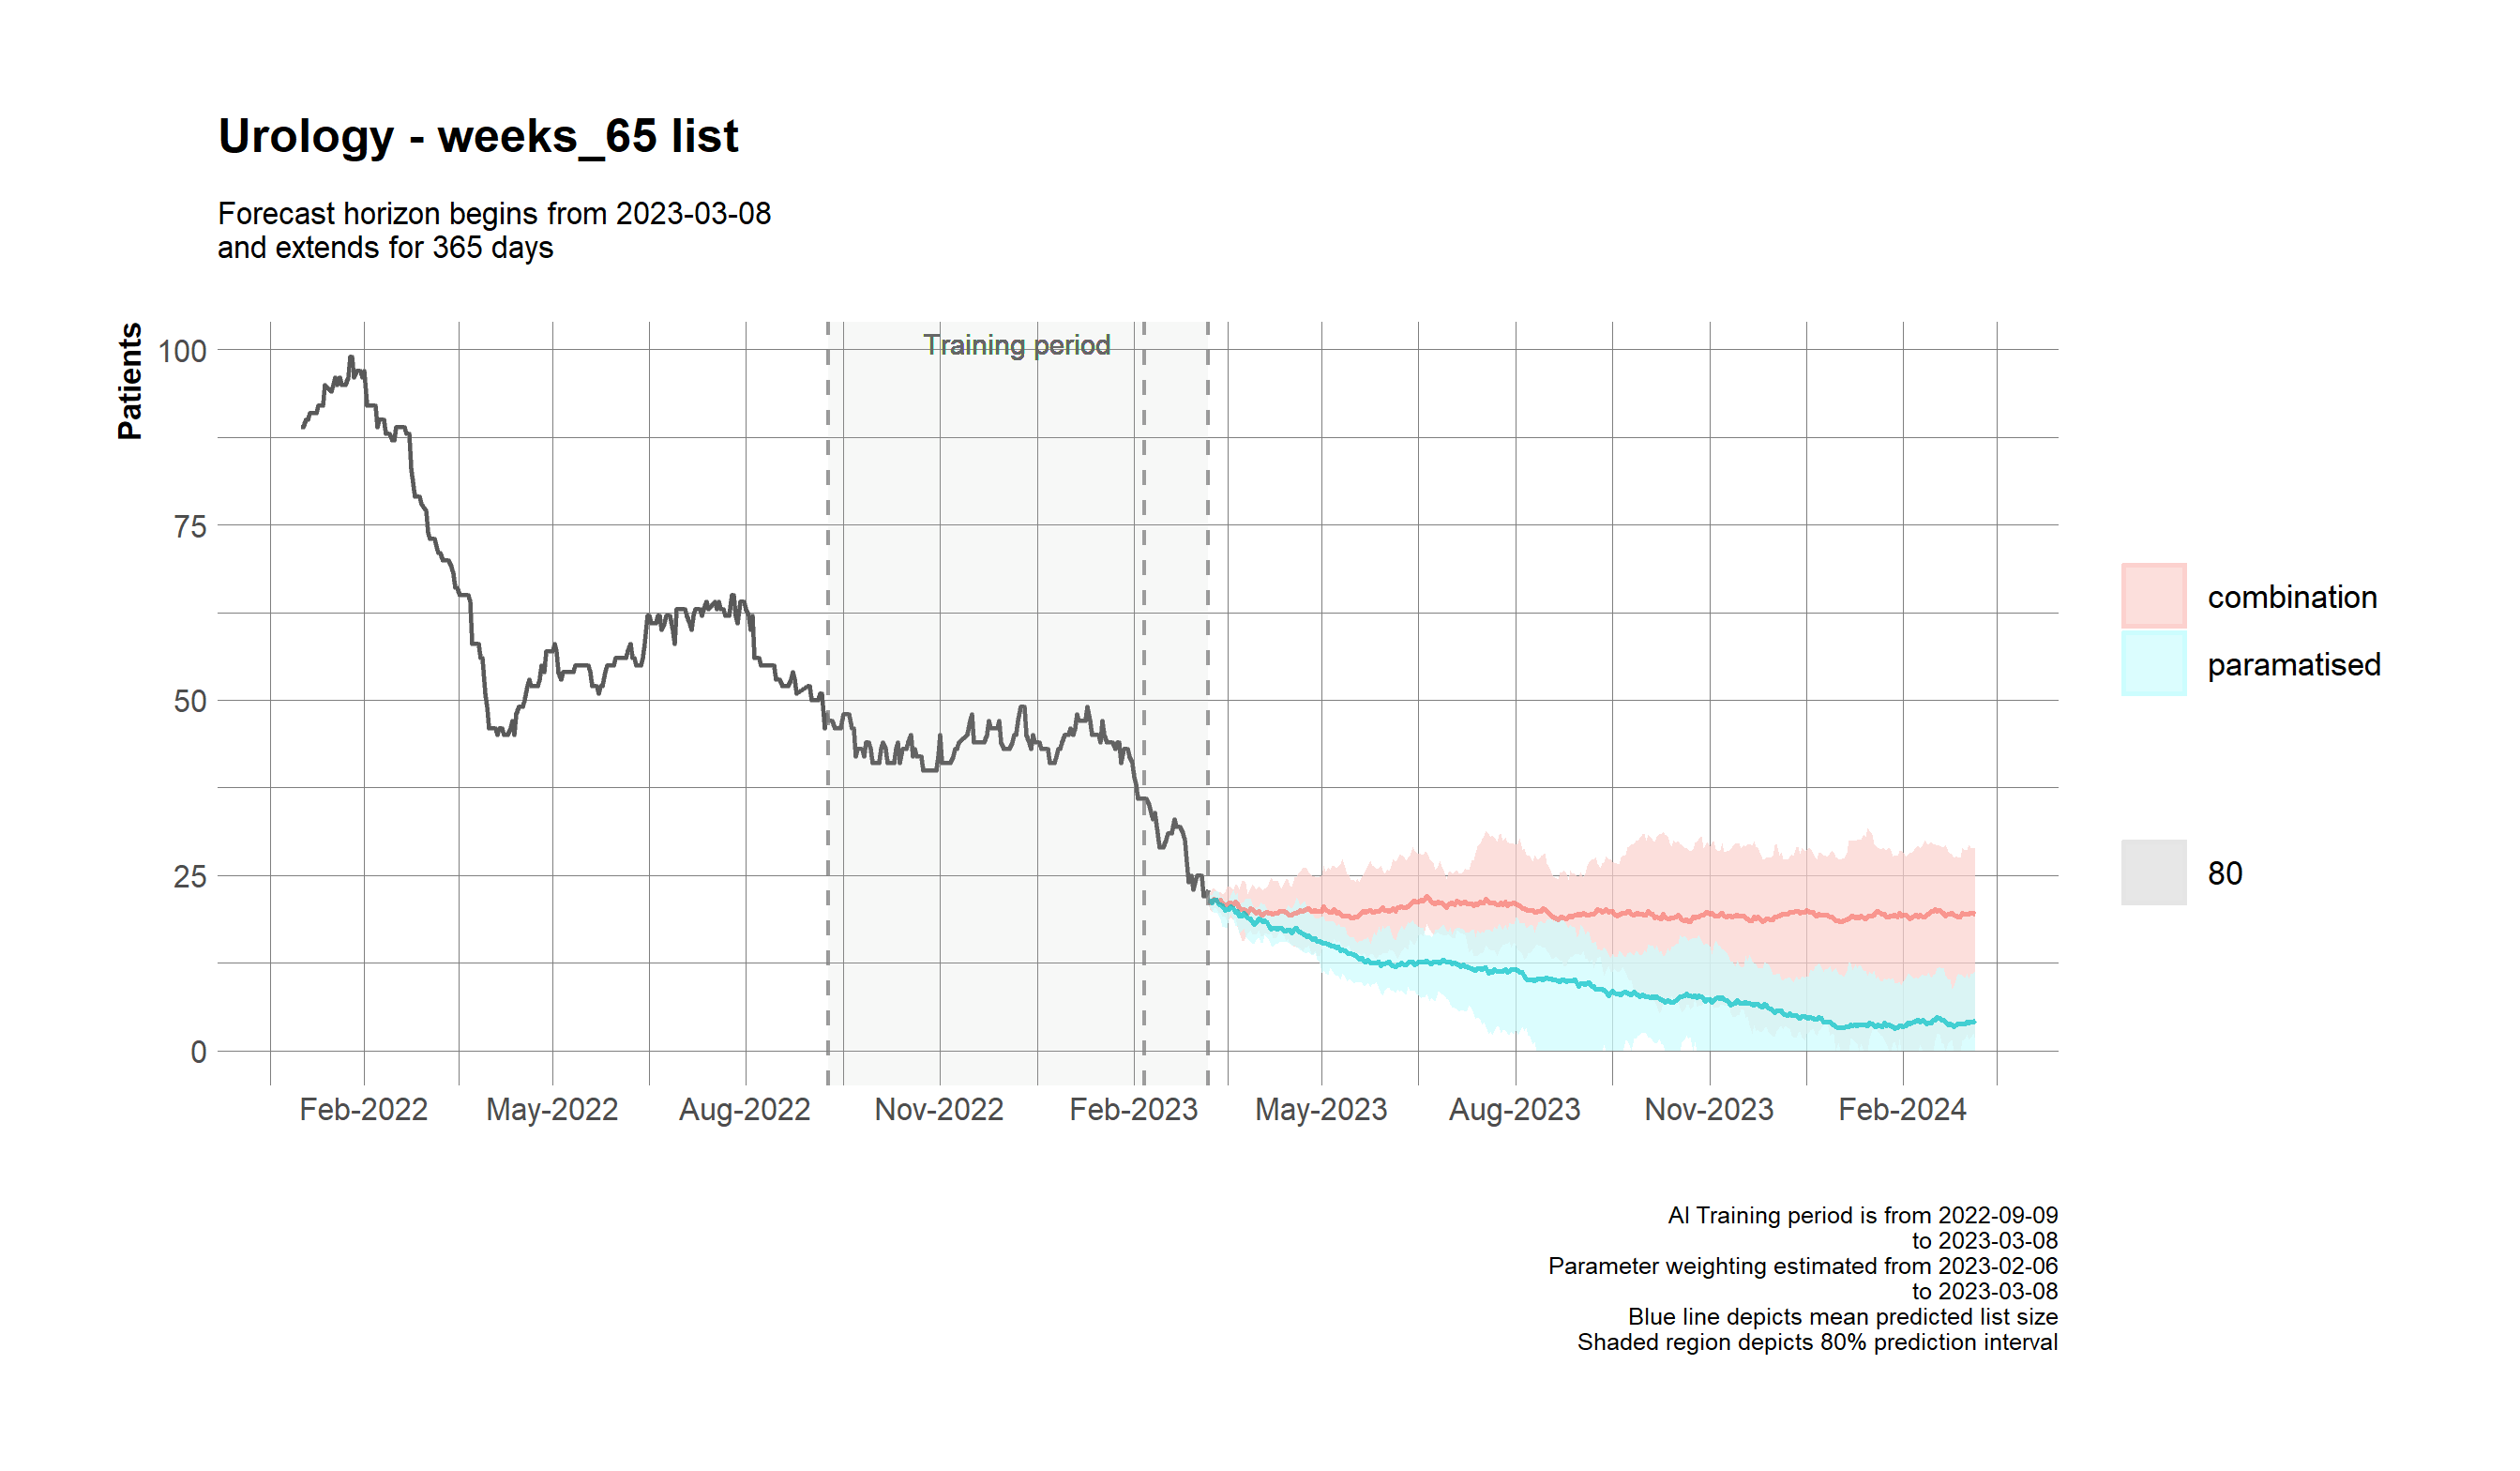 Urology - weeks_65 list
Forecast horizon begins from 2023-03-08
and extends for 365 days
Patients
100
75
50
25
0
Training period
Feb-2022
May-2022
Aug-2022
Nov-2022
Feb-2023
May-2023
Aug-2023
Nov-2023
Feb-2024
combination
paramatised
80
AI Training period is from 2022-09-09
to 2023-03-08
Parameter weighting estimated from 2023-02-06
to 2023-03-08
Blue line depicts mean predicted list size
Shaded region depicts 80% prediction interval